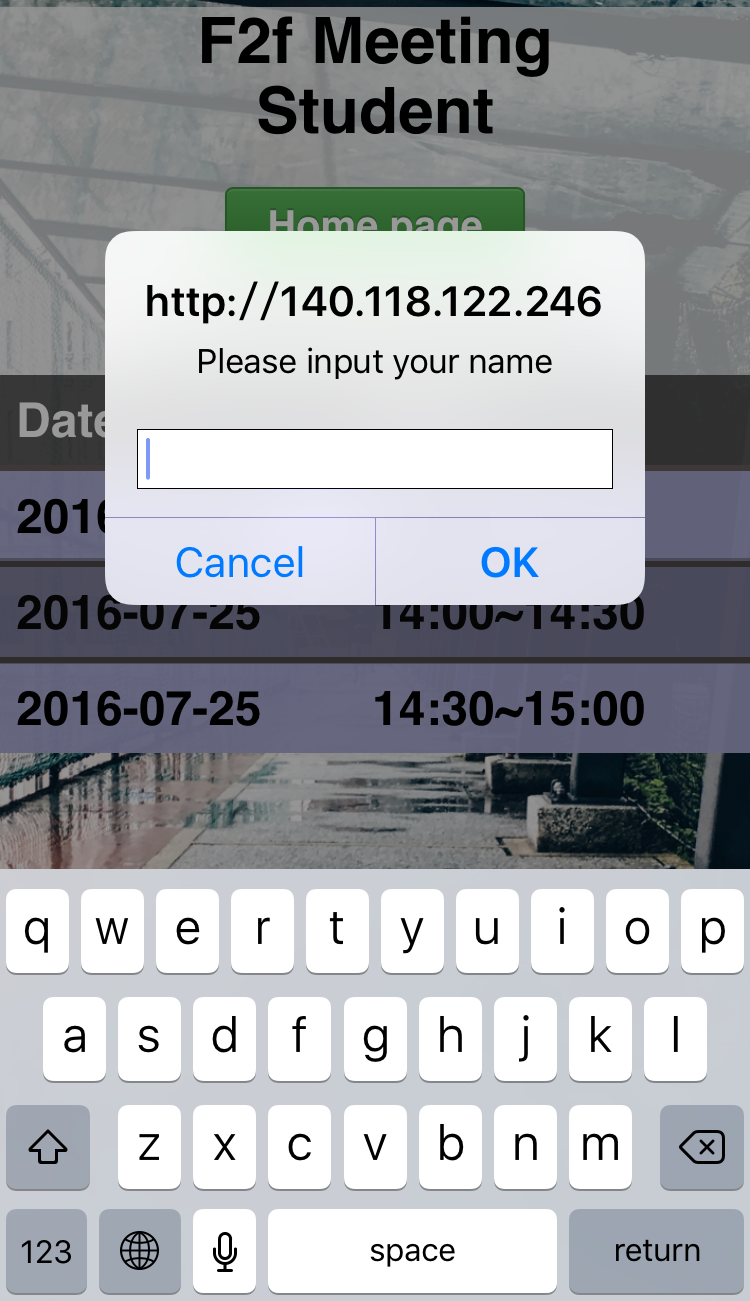 F2f Meeting
Student
Home page
http://140.118.122.246
Please input your name
Date
2016
Cancel OK
2016-07-25 14:00~14:30
2016-07-25 14:30~15:00
q w e r t y u i o p
a s d f g h j k l
z x c v b n m
123 space return